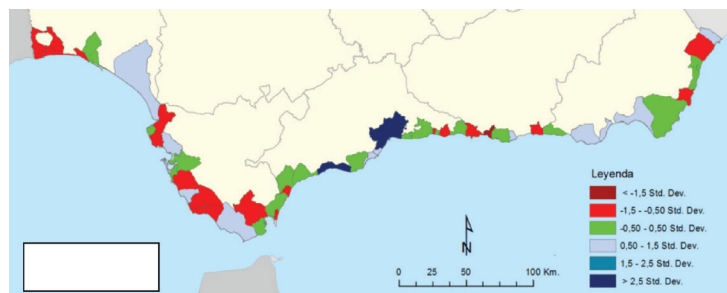 Leyenda
< -1,5 Std. Dev.
-1,5 - -0,50 Std. Dev.
-0,50 - 0,50 Std. Dev.
0,50 - 1,5 Std. Dev.
1,5 - 2,5 Std. Dev.
> 2,5 Std. Dev.
N
0 25 50 100 Km.